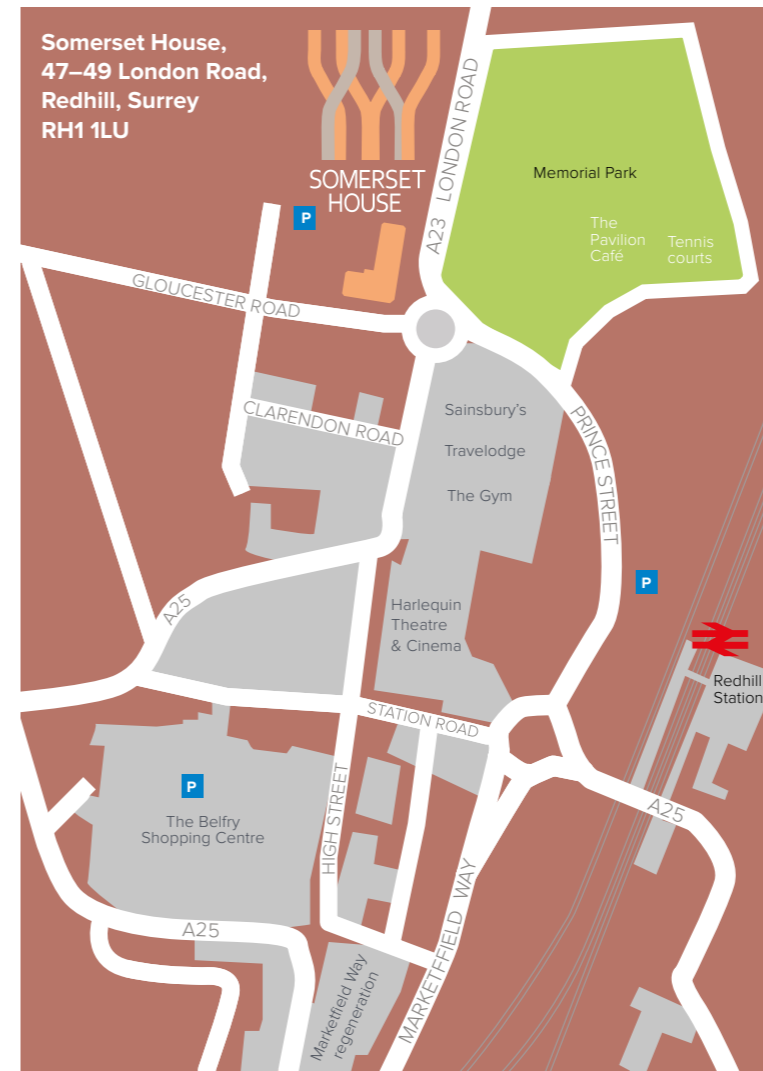 Somerset House,
47–49 London Road,
Redhill, Surrey
RH1 1LU
SOMERSET
HOUSE
A23 LONDON ROAD
Memorial Park
The
Pavilion
Café
Tennis
courts
P
GLOUCESTER ROAD
CLARENDON ROAD
Sainsbury's
Travelodge
The Gym
PRINCE STREET
P
A25
Harlequin
Theatre
& Cinema
Redhill
Station
STATION ROAD
P
The Belfry
Shopping Centre
HIGH STREET
A25
MARKETFFIELD WAY
A25
Marketfield Way
regeneration